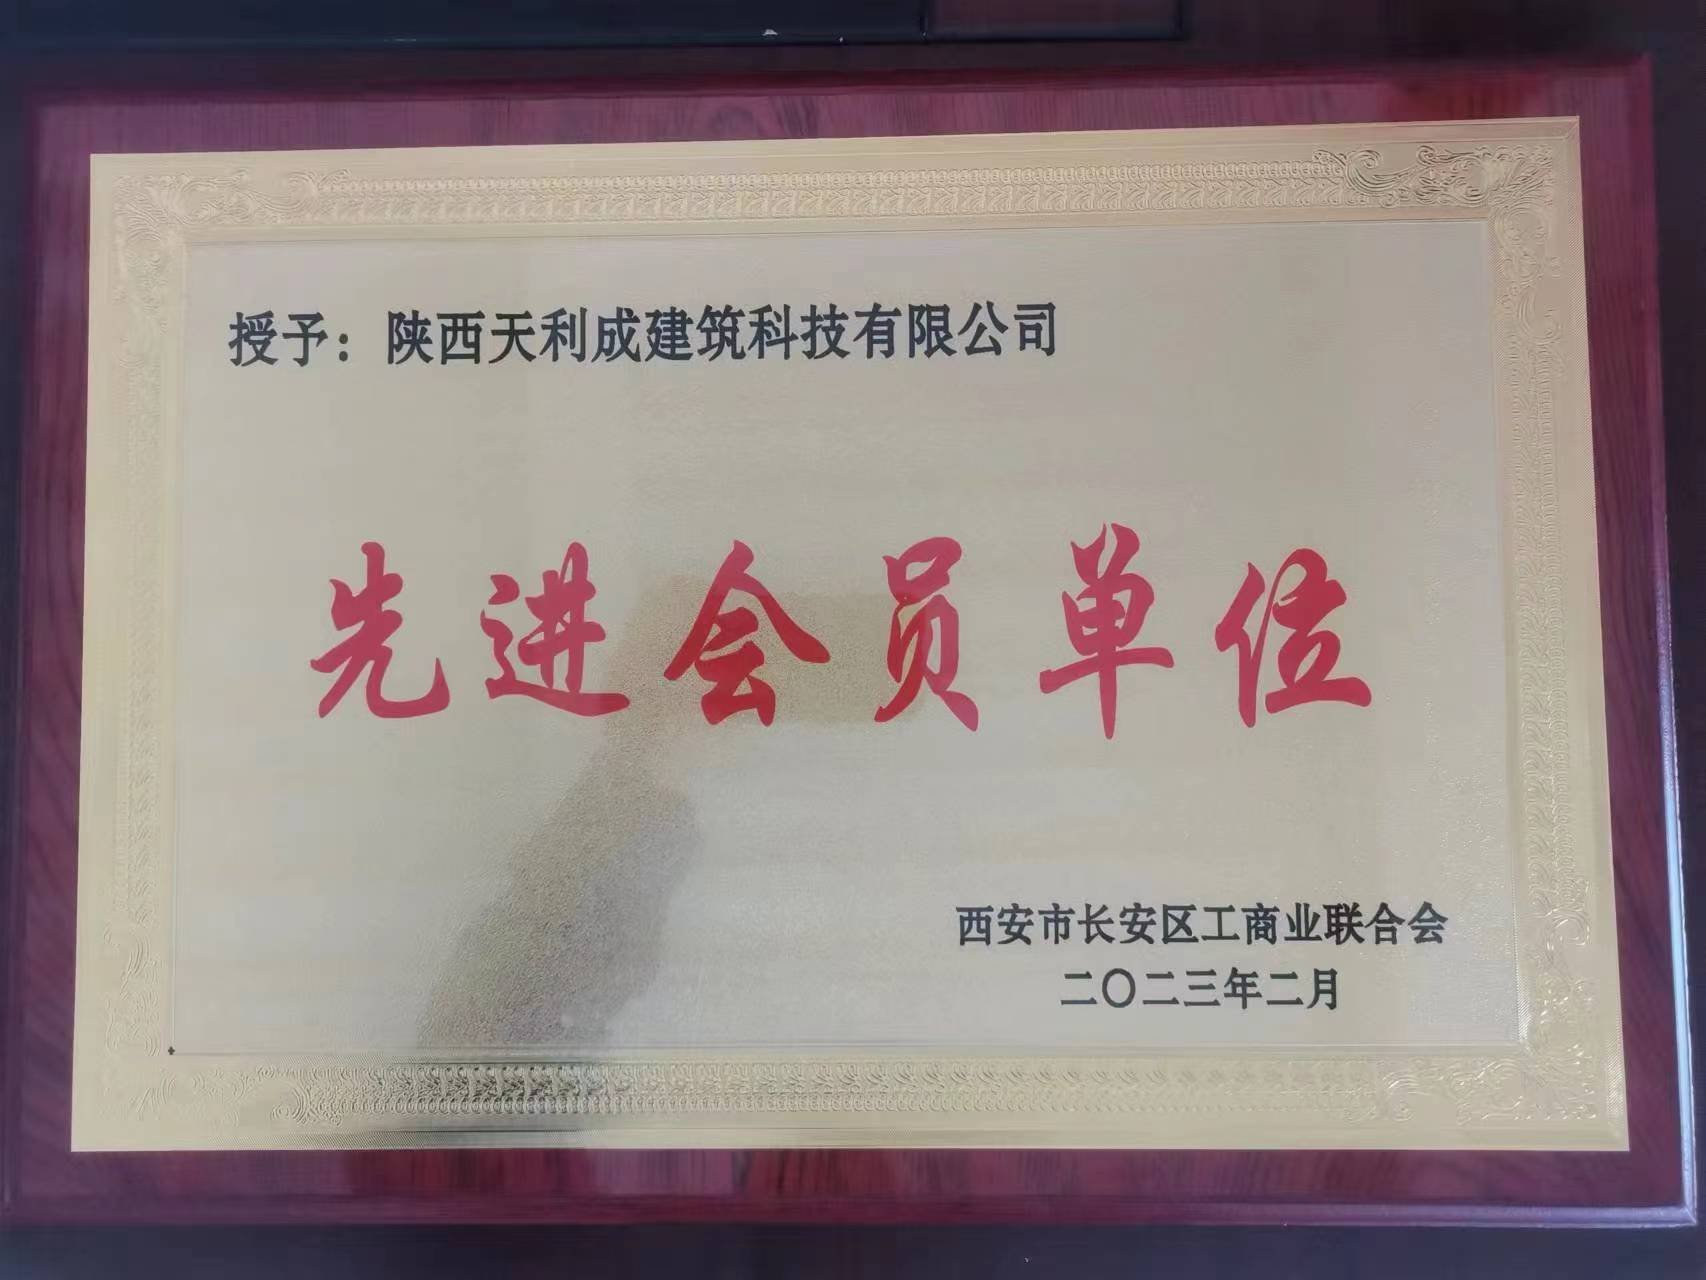 授予：陕西天利成建筑科技有限公司
先进会员单位
西安市长安区工商业联合会
二〇二三年二月